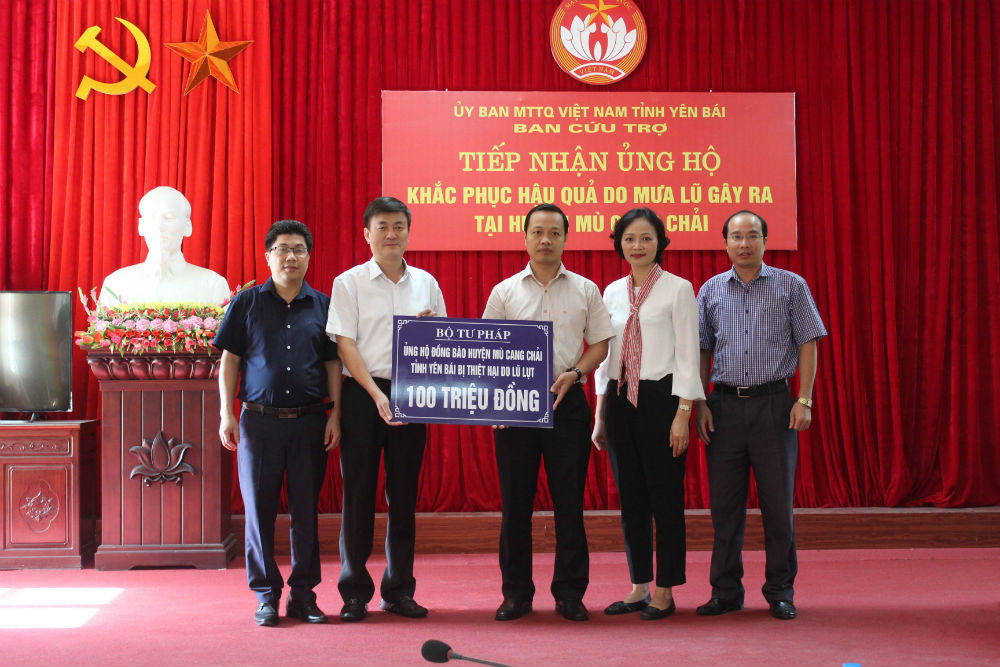 VIỆT NAM
ỦY BAN MTTQ VIỆT NAM TỈNH YÊN BÁI
BAN CỨU TRỢ
TIẾP NHẬN ỦNG HỘ
KHẮC PHỤC HẬU QUẢ DO MƯA LŨ GÂY RA
TẠI MÙ CHẢI
BỘ TƯ PHÁP
ỦNG HỘ ĐỒNG BÀO HUYỆN MÙ CANG CHẢI
TỈNH YÊN BÁI BỊ THIỆT HẠI DO LŨ LỤT
100 TRIỆU ĐỒNG